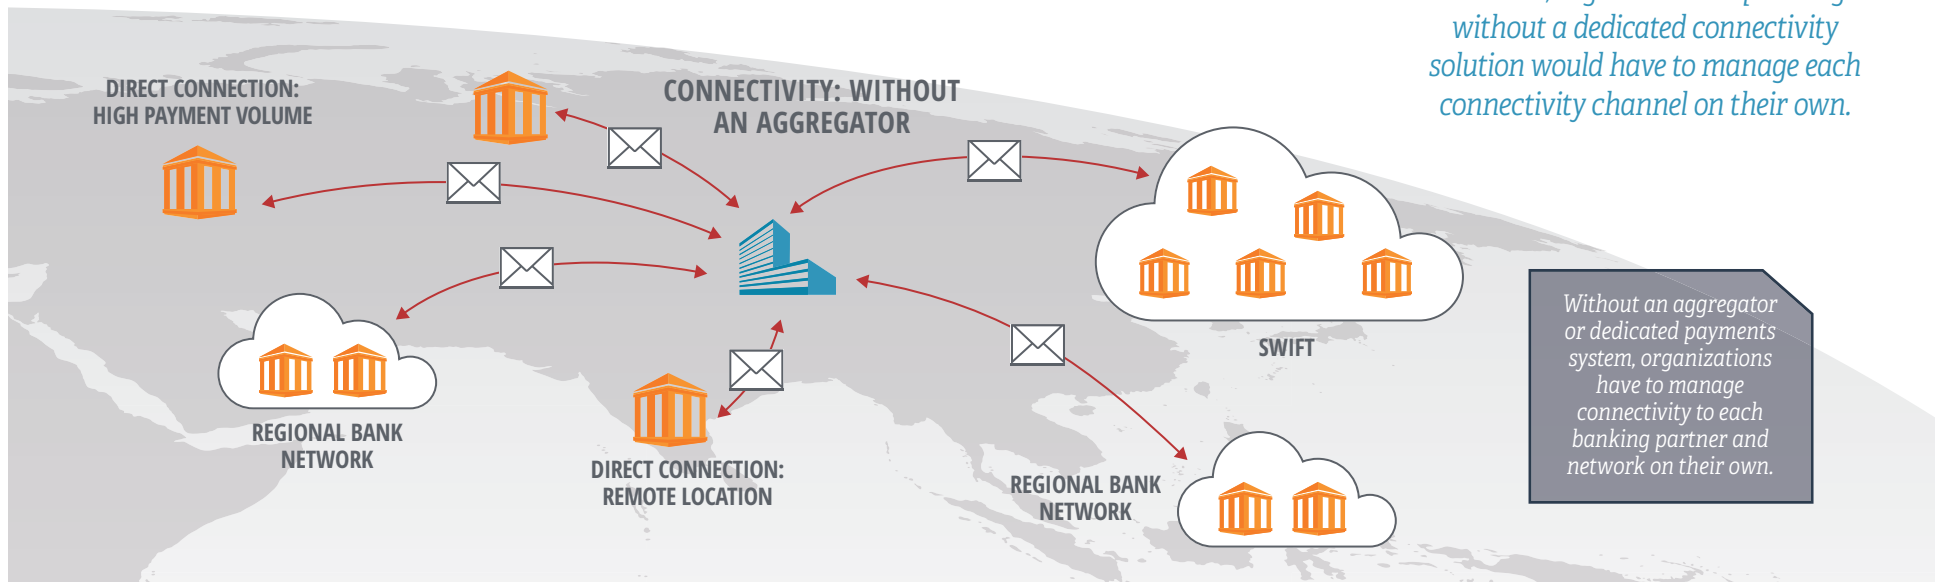 without a dedicated connectivity
solution would have to manage each
connectivity channel on their own.
DIRECT CONNECTION:
HIGH PAYMENT VOLUME
CONNECTIVITY: WITHOUT
AN AGGREGATOR
SWIFT
Without an aggregator
or dedicated payments
system, organizations
have to manage
connectivity to each
banking partner and
network on their own.
REGIONAL BANK
NETWORK
DIRECT CONNECTION:
REMOTE LOCATION
REGIONAL BANK
NETWORK